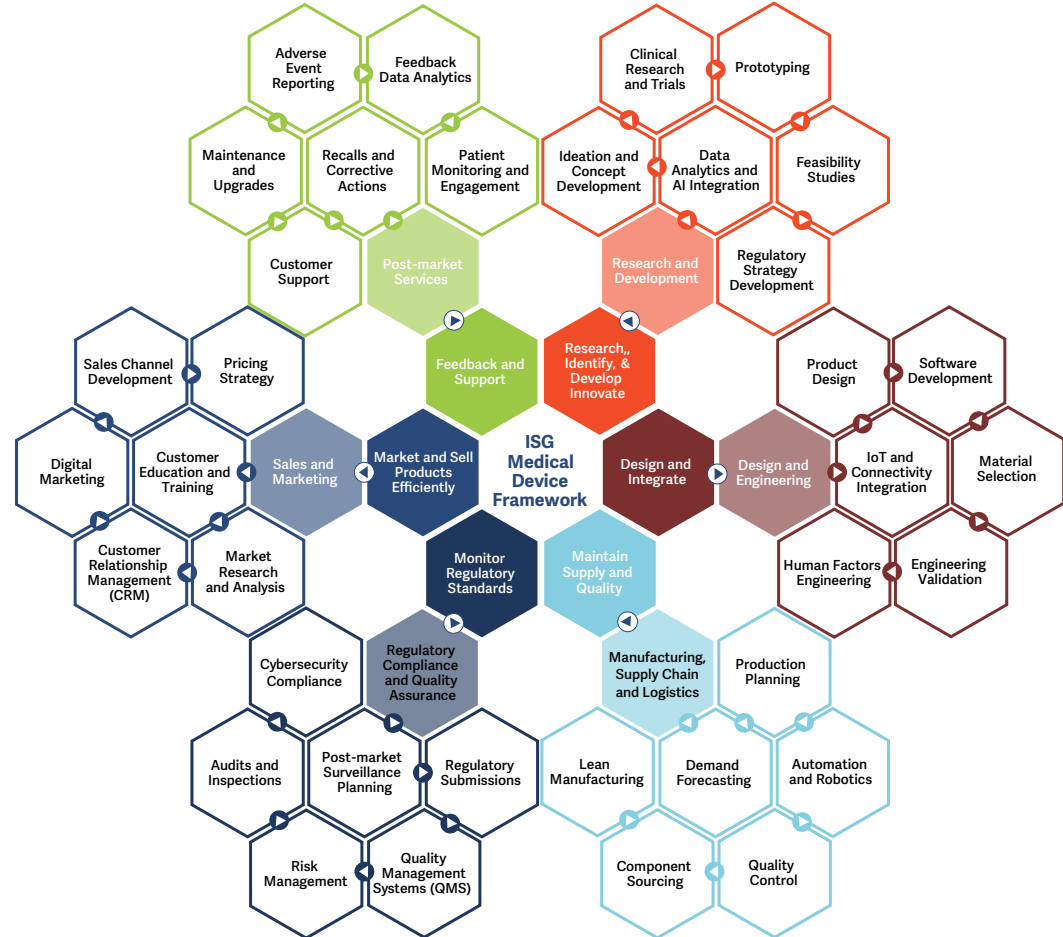 Adverse
Event
Reporting
Feedback
Data Analytics
Maintenance
and
Upgrades
Recalls and
Corrective
Actions
Patient
Monitoring and
Engagement
Customer
Support
Post-market
Services
Feedback and
Support
Clinical
Research
and Trials
Prototyping
Ideation and
Concept
Development
Data
Analytics and
AI Integration
Feasibility
Studies
Research and
Development
Regulatory
Strategy
Development
Research,,
Identify, &
Develop
Innovate
Sales Channel
Development
Pricing
Strategy
Digital
Marketing
Customer
Education and
Training
Sales and
Marketing
Market and Sell
Products
Efficiently
Customer
Relationship
Management
(CRM)
Market
Research
and Analysis
ISG
Medical
Device
Framework
Design and
Integrate
Design and
Engineering
Product
Design
Software
Development
IoT and
Connectivity
Integration
Material
Selection
Human Factors
Engineering
Engineering
Validation
Monitor
Regulatory
Standards
Regulatory
Compliance
and Quality
Assurance
Cybersecurity
Compliance
Audits and
Inspections
Post-market
Surveillance
Planning
Regulatory
Submissions
Risk
Management
Quality
Management
Systems (QMS)
Maintain
Supply and
Quality
Manufacturing,
Supply Chain
and Logistics
Production
Planning
Lean
Manufacturing
Demand
Forecasting
Automation
and Robotics
Component
Sourcing
Quality
Control